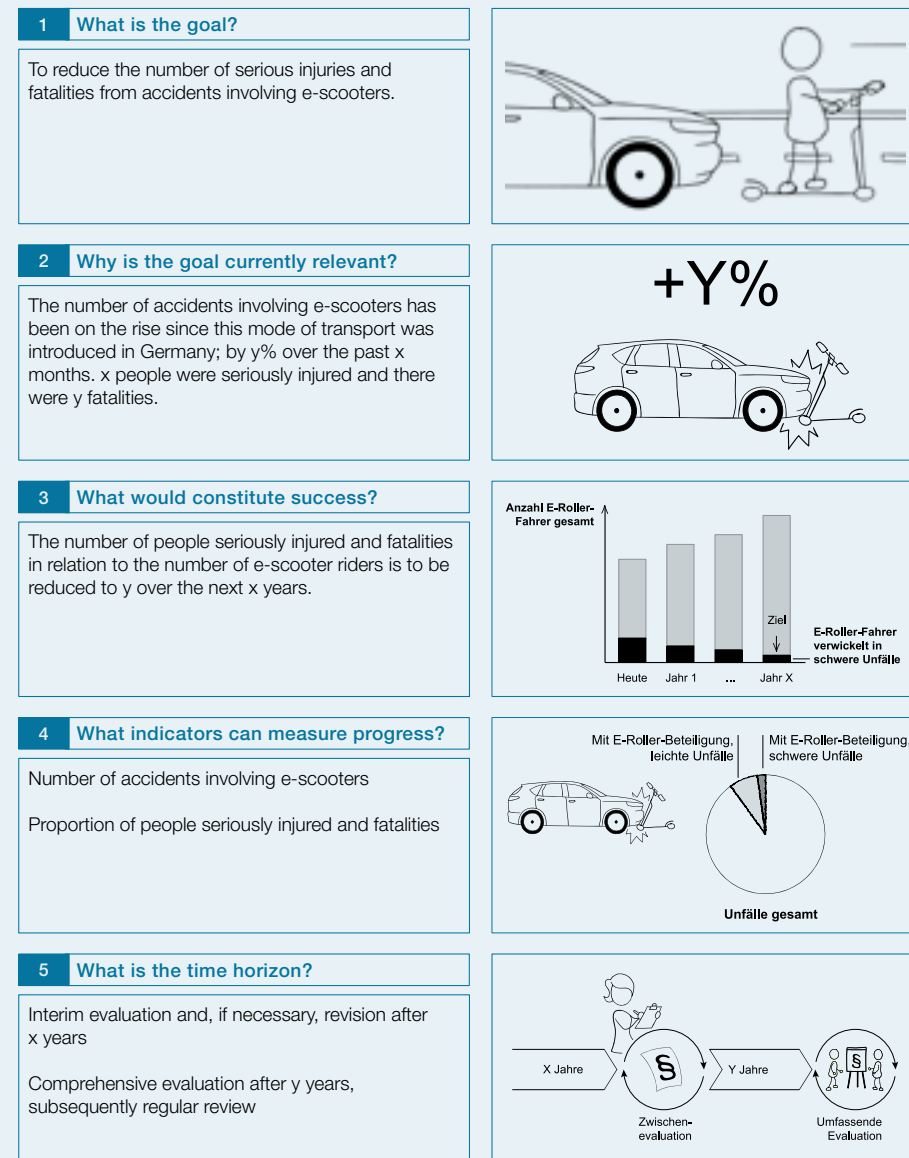 1 What is the goal?
To reduce the number of serious injuries and
fatalities from accidents involving e-scooters.
2 Why is the goal currently relevant?
The number of accidents involving e-scooters has
been on the rise since this mode of transport was
introduced in Germany; by y% over the past x
months. x people were seriously injured and there
were y fatalities.
+Y%
3 What would constitute success?
The number of people seriously injured and fatalities
in relation to the number of e-scooter riders is to be
reduced to y over the next x years.
Anzahl E-Roller-
Fahrer gesamt
Ziel
E-Roller-Fahrer
verwickelt in
schwere Unfälle
Heute Jahr 1 ... Jahr X
4 What indicators can measure progress?
Number of accidents involving e-scooters
Proportion of people seriously injured and fatalities
Mit E-Roller-Beteiligung,
leichte Unfälle
Mit E-Roller-Beteiligung,
schwere Unfälle
Unfälle gesamt
5 What is the time horizon?
Interim evaluation and, if necessary, revision after
x years
Comprehensive evaluation after y years,
subsequently regular review
X Jahre
§
Y Jahre
§
Zwischen-
evaluation
Umfassende
Evaluation